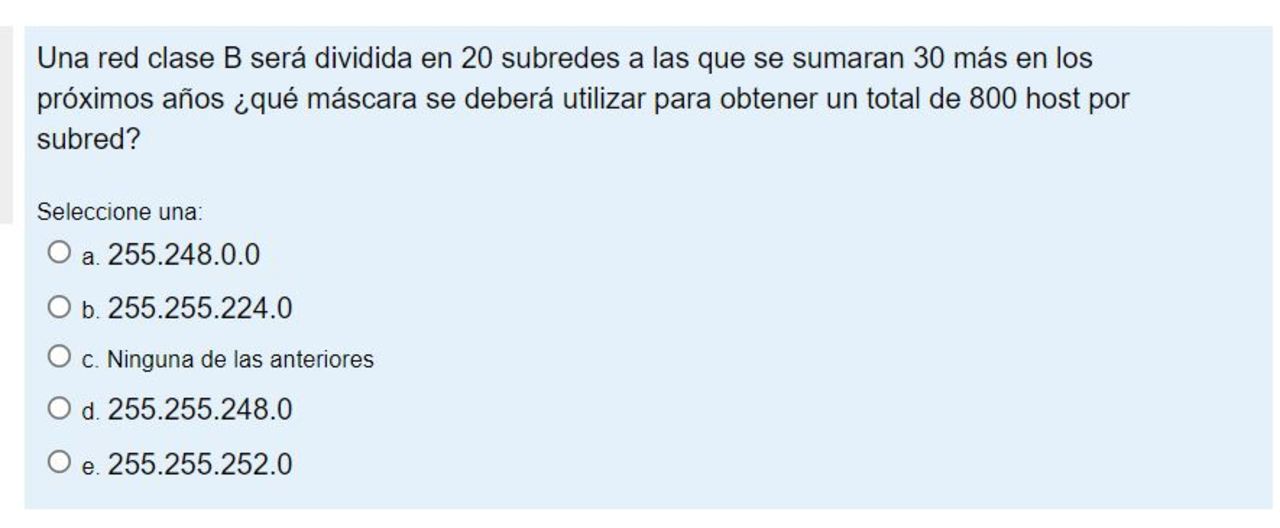 Una red clase B será dividida en 20 subredes a las que se sumaran 30 más en los
próximos años ¿qué máscara se deberá utilizar para obtener un total de 800 host por
subred?
Seleccione una:
a. 255.248.0.0
b. 255.255.224.0
c. Ninguna de las anteriores
d. 255.255.248.0
e. 255.255.252.0